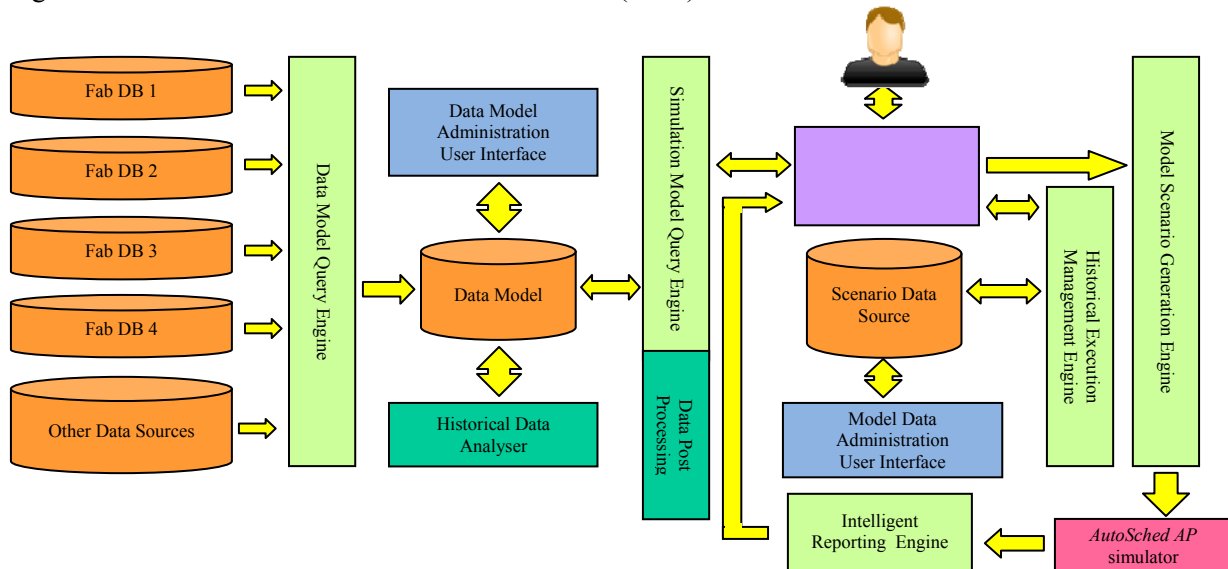 Fab DB 1
Fab DB 2
Fab DB 3
Fab DB 4
Other Data Sources
Data Model Query Engine
Data Model
Administration
User Interface
Data Model
Historical Data
Analyser
Simulation Model Query Engine
Data Post
Processing
Scenario Data
Source
Model Data
Administration
User Interface
Historical Execution
Management Engine
Model Scenario Generation Engine
Intelligent
Reporting Engine
AutoSched AP
simulator